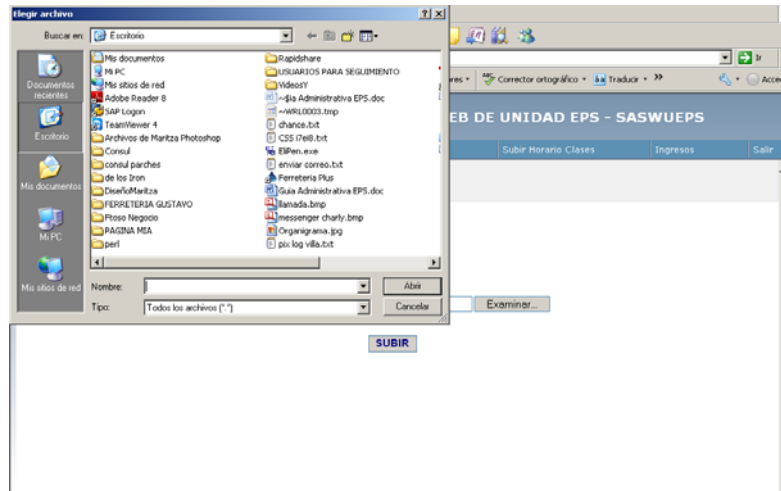 Elegir archivo
Buscar en: Escritorio
Documentos recientes
Escritorio
Mis documentos
Mi PC
Mis sitios de red
Mis documentos
Mi PC
Mis sitios de red
Adobe Reader 8
SAP Logon
TeamViewer 4
Archivos de Maritza Photoshop
Consul
consul parches
de los Iron
DiseñoMaritza
FERRETERIA GUSTAVO
Ftoso Negocio
PAGINA MIA
perl
Rapidshare
USUARIOS PARA SEGUIMIENTO
VideosY
~$ia Administrativa EPS.doc
~WRL0003.tmp
chance.txt
CSS i7ei8.txt
EliPen.exe
enviar correo.txt
Ferreteria Plus
Guia Administrativa EPS.doc
llamada.bmp
messenger charly.bmp
Organigrama.jpg
pix log villa.txt
Nombre:
Abrir
Tipo: Todos los archivos (*.*)
Cancelar
Ir
ores
Corrector ortográfico
Traducir
Acce
EB DE UNIDAD EPS - SASWUEPS
Subir Horario Clases
Ingresos
Salir
Examinar...
SUBIR